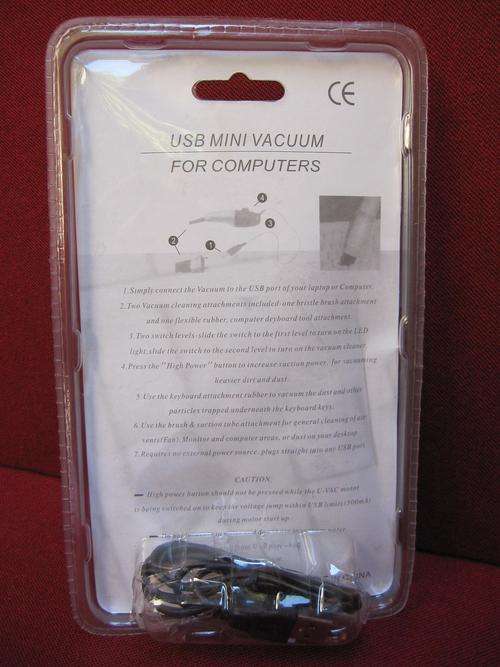 CE
USB MINI VACUUM
FOR COMPUTERS
4
3
2
1
1.Simply connect the Vacuum to the USB port of your laptop or Computer.
2.Two Vacuum cleaning attachments included-one bristle brush attachment
and one flexible rubber, computer deyboard tool attachment.
3.Two switch levels-slide the switch to the first level to turn on the LED
light,slide the switch to the second level to turn on the vacuum cleaner.
4.Press the "High Power" button to increase suction power, for vacuuming
heavier dirt and dust.
5.Use the keyboard attachment rubber to vacuum the dust and other
particles trapped underneath the keyboard keys.
6.Use the brush & suction tube attachment for general cleaning of air
vents(Fan),Monitor and computer areas, or dust on your desktop
7.Requires no external power source, plugs straight into any USB port
CAUTION
High power button should not be pressed while the U-VAC motor
is being switched on to keep the voltage jump within USB limits(500mA)
during motor start up
water